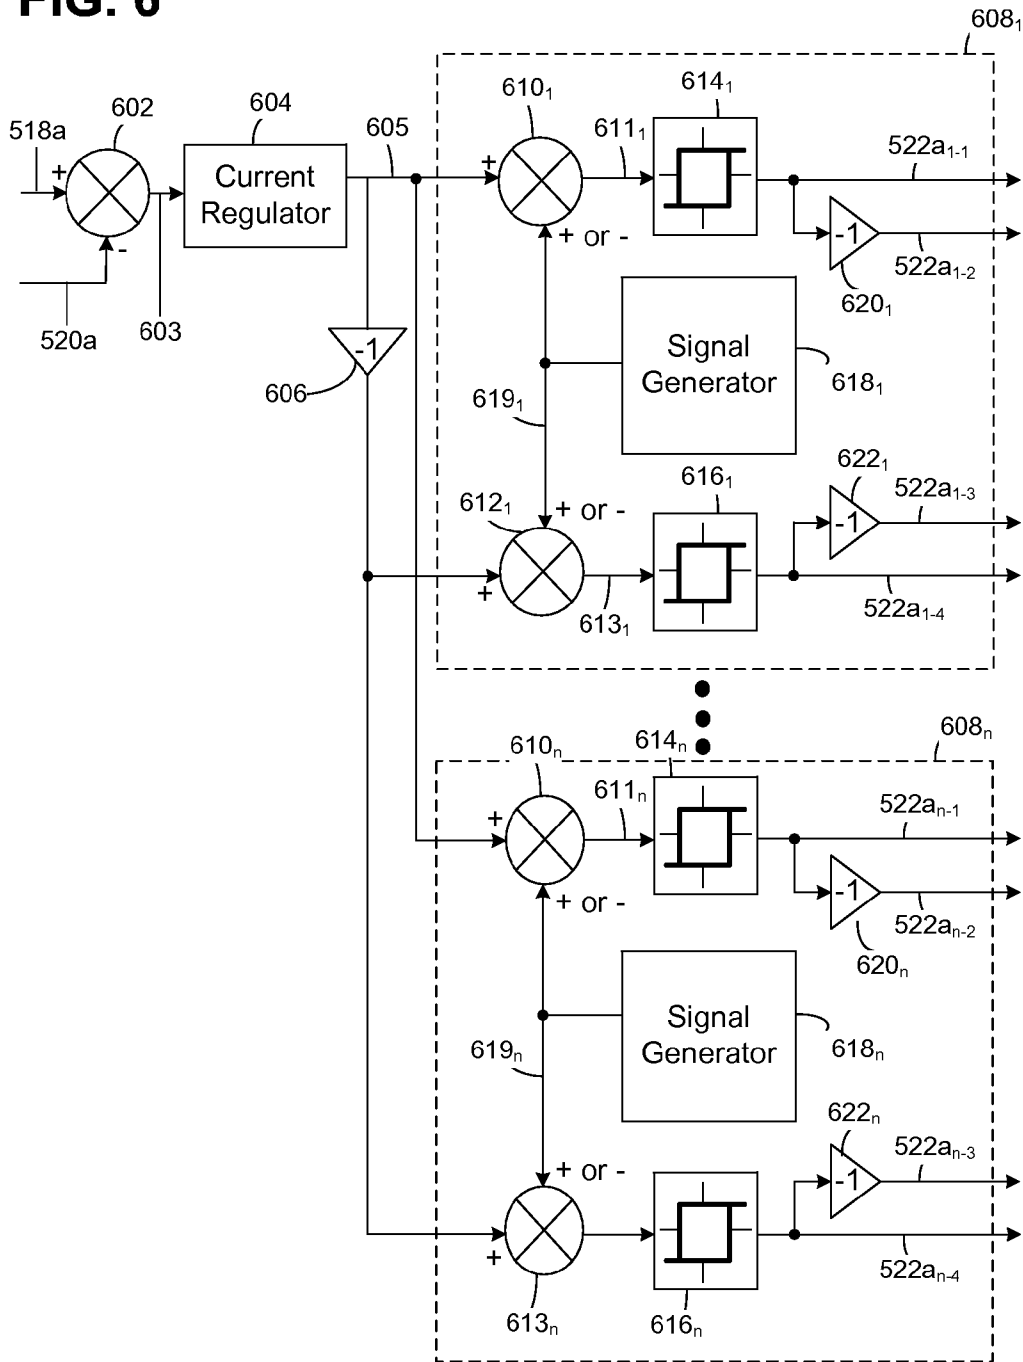 FIG. 6
608₁
518a
602
+
-
520a
603
604
Current
Regulator
605
-1
606
610₁
+
+ or -
611₁
614₁
522a₁₋₁
-1
522a₁₋₂
620₁
Signal
Generator
618₁
619₁
612₁
+ or -
+
613₁
616₁
622₁
-1
522a₁₋₃
522a₁₋₄
608ₙ
610ₙ
+
+ or -
611ₙ
614ₙ
522aₙ₋₁
-1
522aₙ₋₂
620ₙ
Signal
Generator
618ₙ
619ₙ
+ or -
+
613ₙ
616ₙ
622ₙ
-1
522aₙ₋₃
522aₙ₋₄